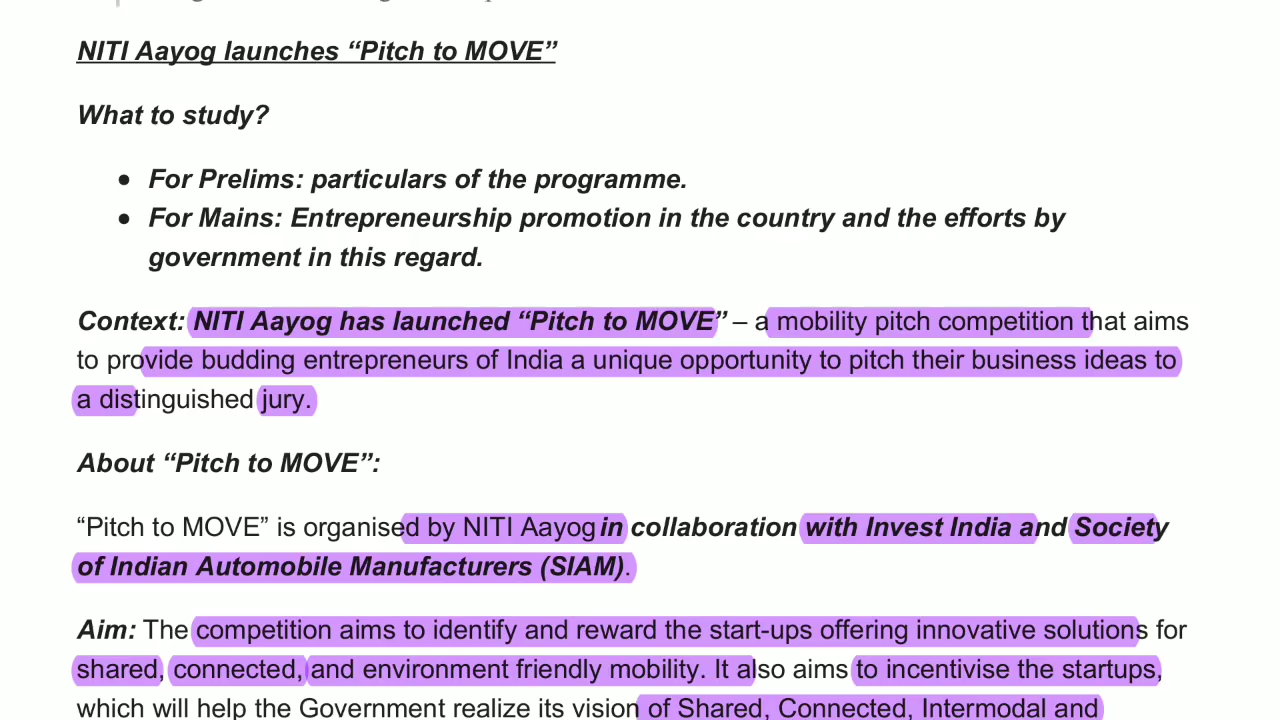 NITI Aayog launches “Pitch to MOVE”
What to study?
• For Prelims: particulars of the programme.
• For Mains: Entrepreneurship promotion in the country and the efforts by
government in this regard.
Context: NITI Aayog has launched “Pitch to MOVE” – a mobility pitch competition that aims
to provide budding entrepreneurs of India a unique opportunity to pitch their business ideas to
a distinguished jury.
About “Pitch to MOVE”:
“Pitch to MOVE” is organised by NITI Aayog in collaboration with Invest India and Society
of Indian Automobile Manufacturers (SIAM).
Aim: The competition aims to identify and reward the start-ups offering innovative solutions for
shared, connected, and environment friendly mobility. It also aims to incentivise the startups,
which will help the Government realize its vision of Shared, Connected, Intermodal and